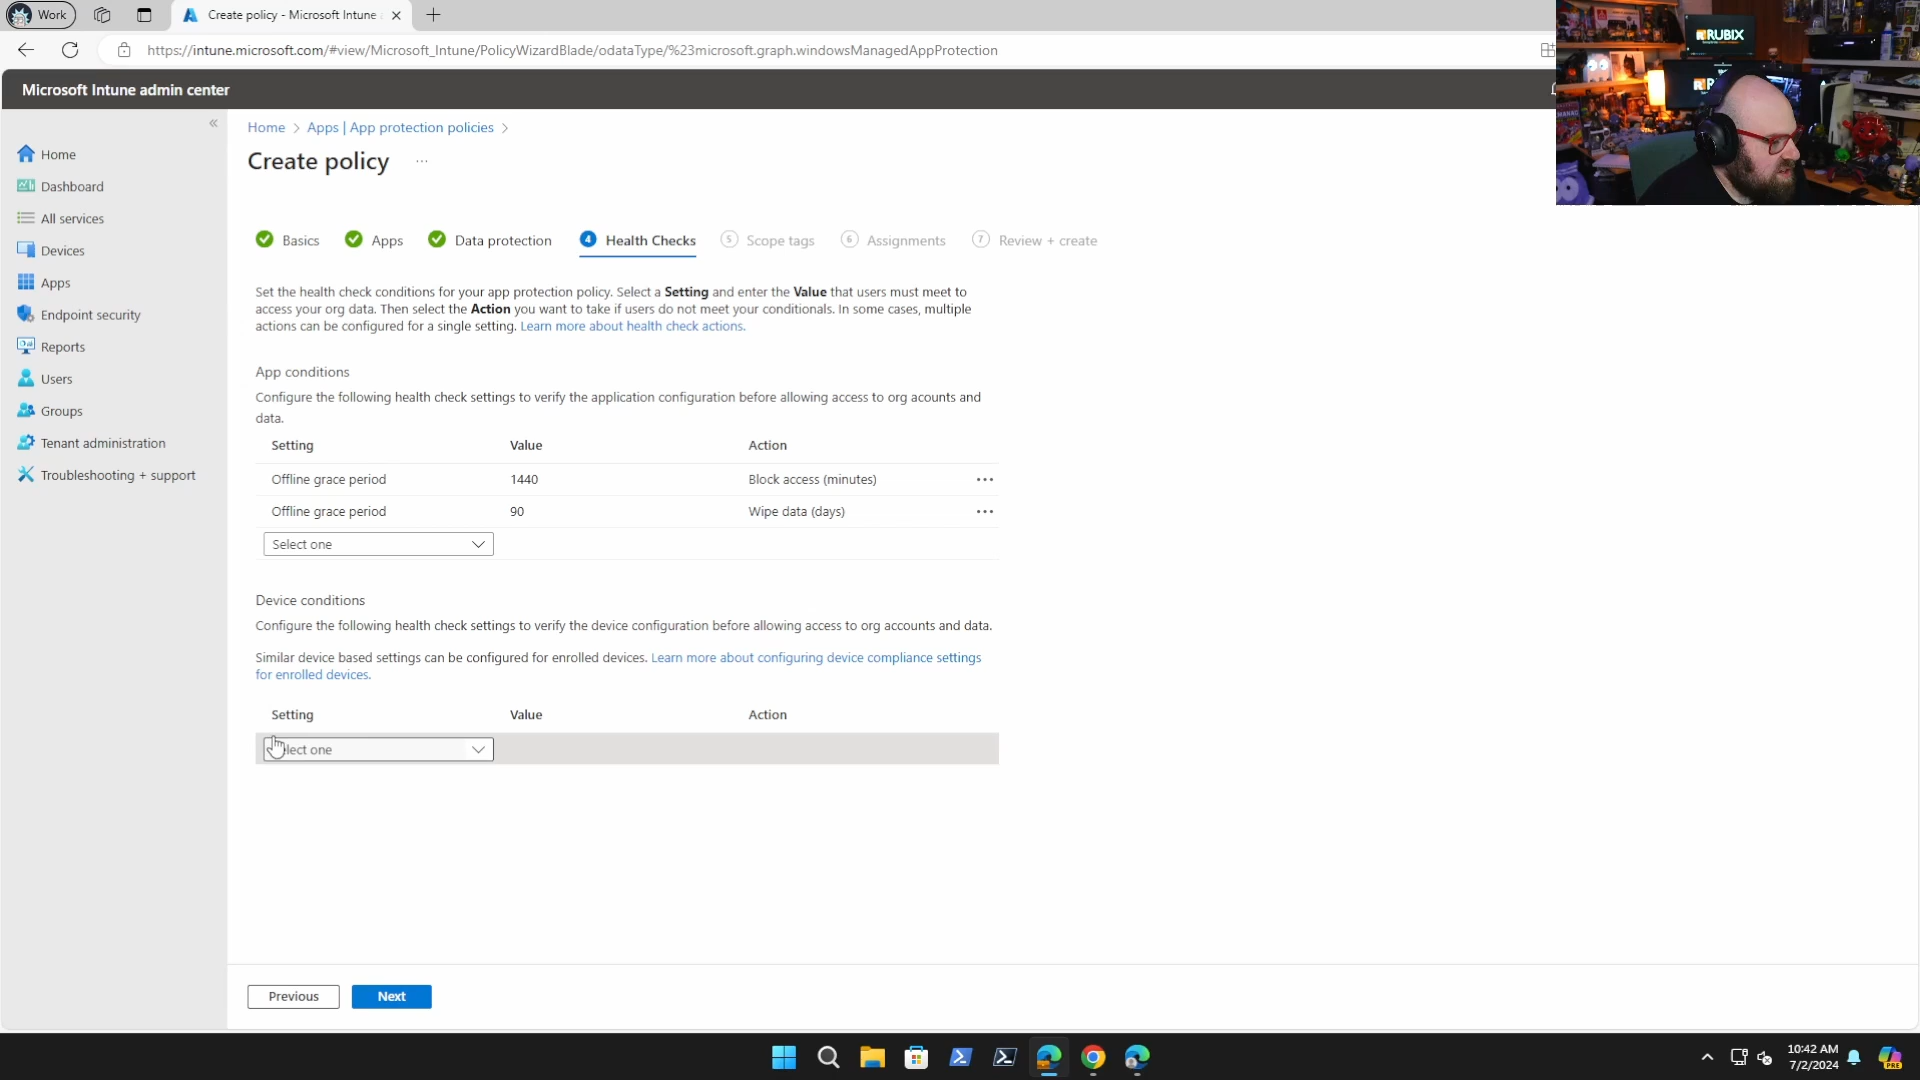 Work
Create policy - Microsoft Intune
https://intune.microsoft.com/#view/Microsoft_Intune/PolicyWizardBlade/odataType/%23microsoft.graph.windowsManagedAppProtection
RUBIX
Microsoft Intune admin center
Home
Dashboard
All services
Devices
Apps
Endpoint security
Reports
Users
Groups
Tenant administration
Troubleshooting + support
Home > Apps | App protection policies >
Create policy ...
Basics
Apps
Data protection
4 Health Checks
5 Scope tags
6 Assignments
7 Review + create
Set the health check conditions for your app protection policy. Select a Setting and enter the Value that users must meet to
access your org data. Then select the Action you want to take if users do not meet your conditionals. In some cases, multiple
actions can be configured for a single setting. Learn more about health check actions.
App conditions
Configure the following health check settings to verify the application configuration before allowing access to org acounts and
data.
Setting Value Action
Offline grace period 1440 Block access (minutes) ...
Offline grace period 90 Wipe data (days) ...
Select one
Device conditions
Configure the following health check settings to verify the device configuration before allowing access to org accounts and data.
Similar device based settings can be configured for enrolled devices. Learn more about configuring device compliance settings
for enrolled devices.
Setting Value Action
lect one
Previous
Next
10:42 AM
7/2/2024
PRE